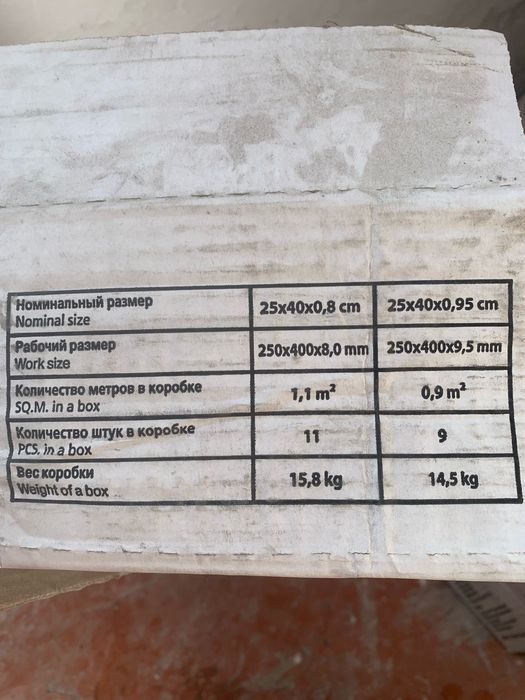 Номинальный размер
Nominal size
25x40x0,8 cm
25x40x0,95 cm
Рабочий размер
Work size
250x400x8,0 mm
250x400x9,5 mm
Количество метров в коробке
SQ.M. in a box
1,1 m²
0,9 m²
Количество штук в коробке
PCS. in a box
11
9
Вес коробки
Weight of a box
15,8 kg
14,5 kg